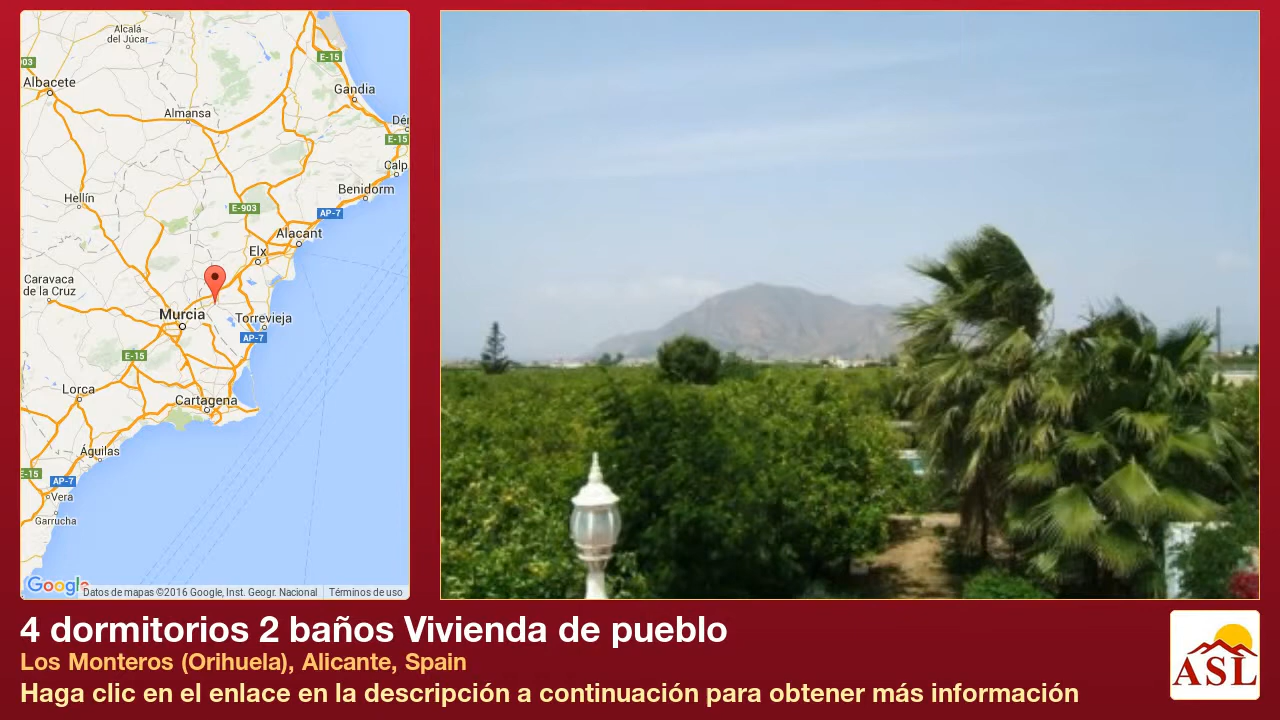 Alcalá
del Júcar
E-15
03
Albacete
Gandia
Almansa
Dér
E-15
Calp
Hellín
Benidorm
E-903
AP-7
Alacant
Elx
Caravaca
de la Cruz
Murcia
Torrevieja
AP-7
E-15
Lorca
Cartagena
Águilas
E-15
AP-7
Vera
Garrucha
Google
Datos de mapas ©2016 Google, Inst. Geogr. Nacional
Términos de uso
4 dormitorios 2 baños Vivienda de pueblo
Los Monteros (Orihuela), Alicante, Spain
Haga clic en el enlace en la descripción a continuación para obtener más información
ASL